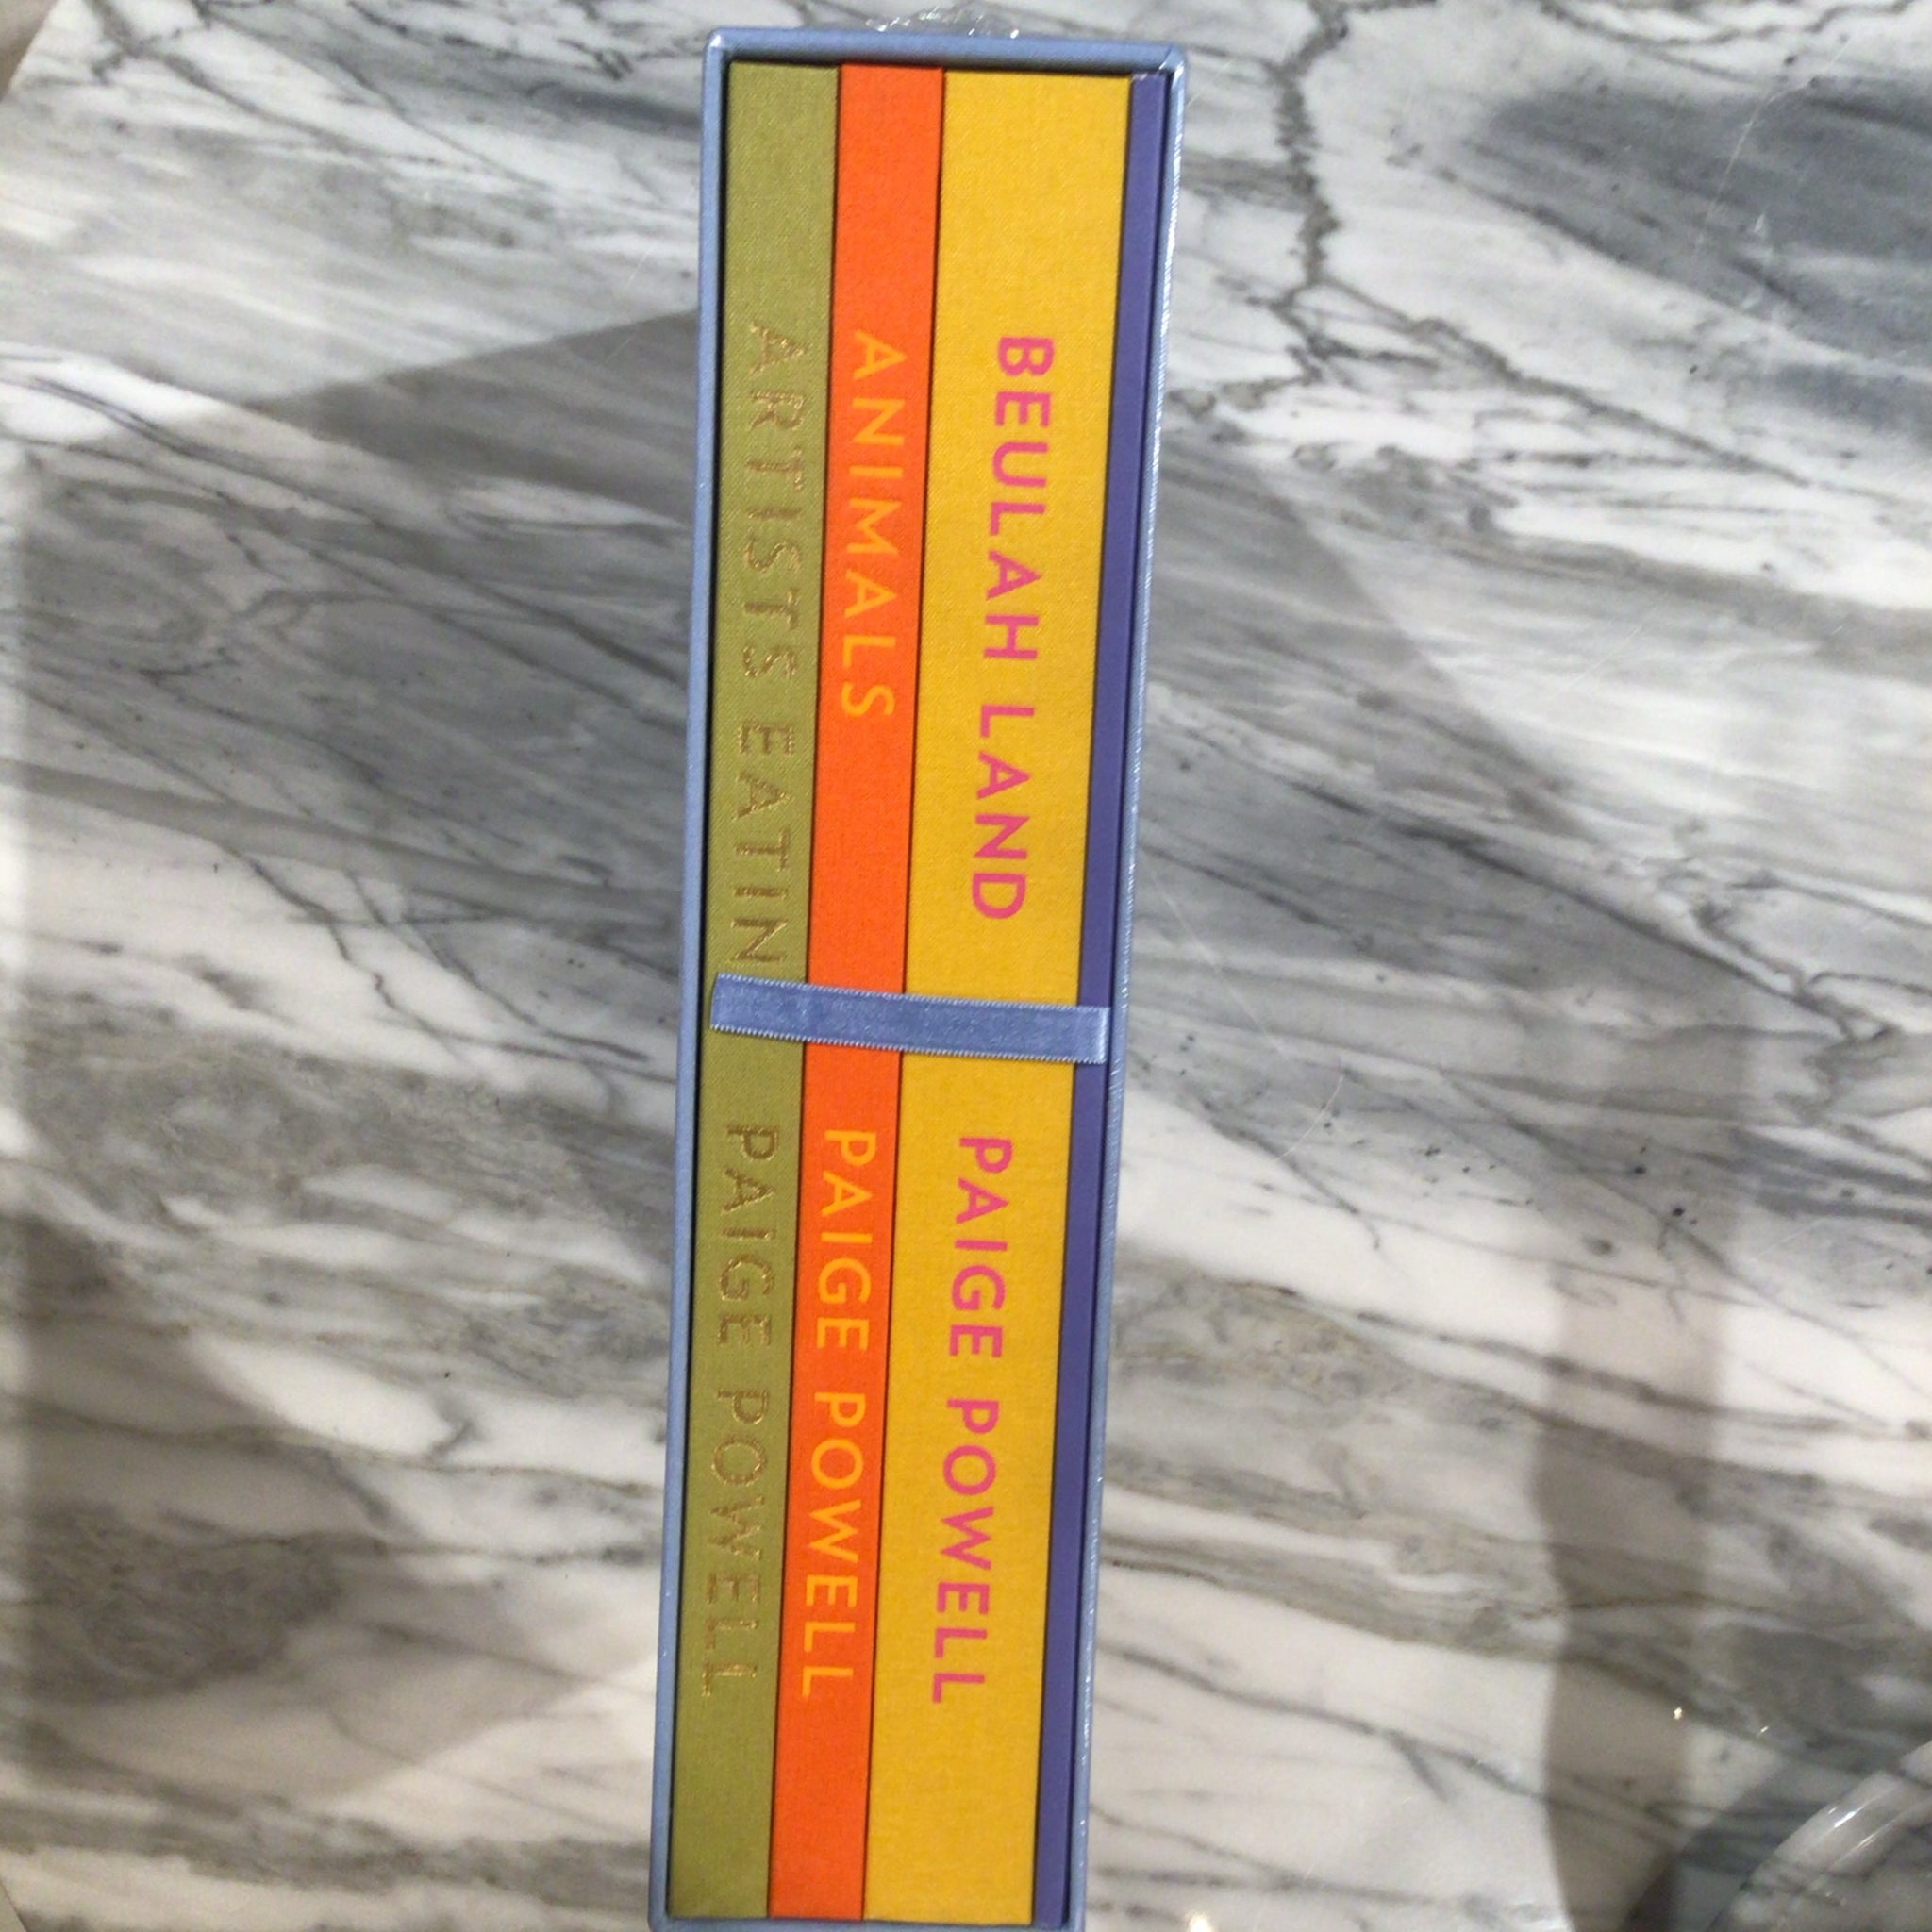 BEULAH LAND PAIGE POWELL
ANIMALS PAIGE POWELL
ARTISTS EATIN PAIGE POWELL